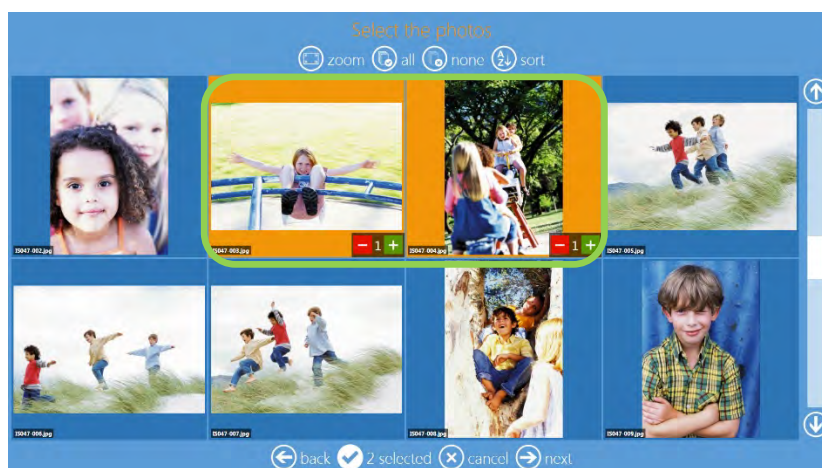 Select the photos
zoom all none sort
IS047-002.jpg
IS047-003.jpg
1
IS047-004.jpg
1
IS047-005.jpg
IS047-006.jpg
IS047-007.jpg
IS047-008.jpg
IS047-009.jpg
back 2 selected cancel next